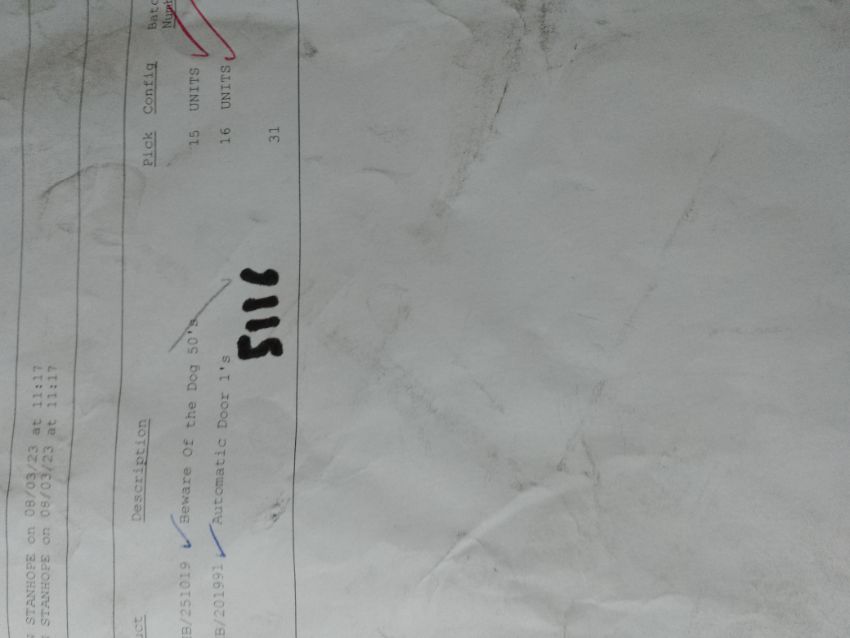 STANHOPE on 08/03/23 at 11:17
STANHOPE on 08/03/23 at 11:17
Description Pick Config
/251019 Beware Of the Dog 50's 15 UNITS
B/201991 Automatic Door 1's 16 UNITS
31
5116